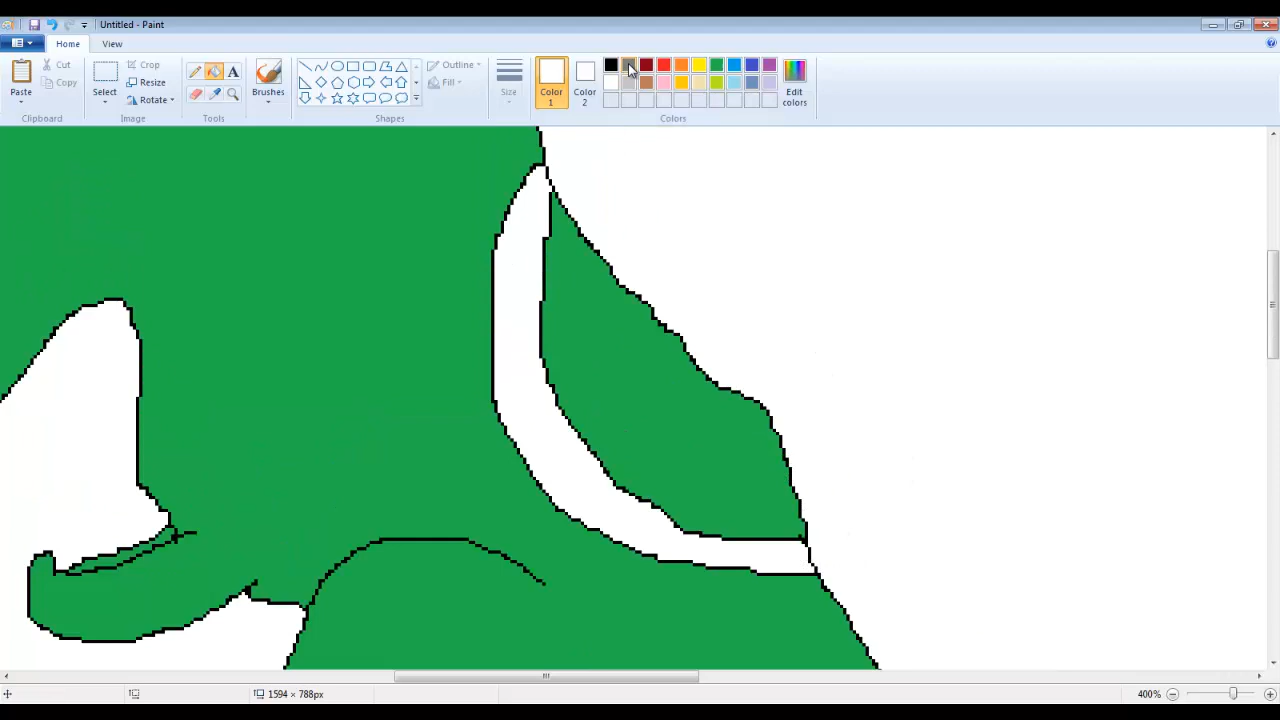 Untitled - Paint
Home View
Paste
Cut
Copy
Clipboard
Select
Crop
Resize
Rotate
Image
A
Tools
Brushes
Outline
Fill
Shapes
Size
Color
1
Color
2
Edit
colors
Colors
1594 × 788px
400%